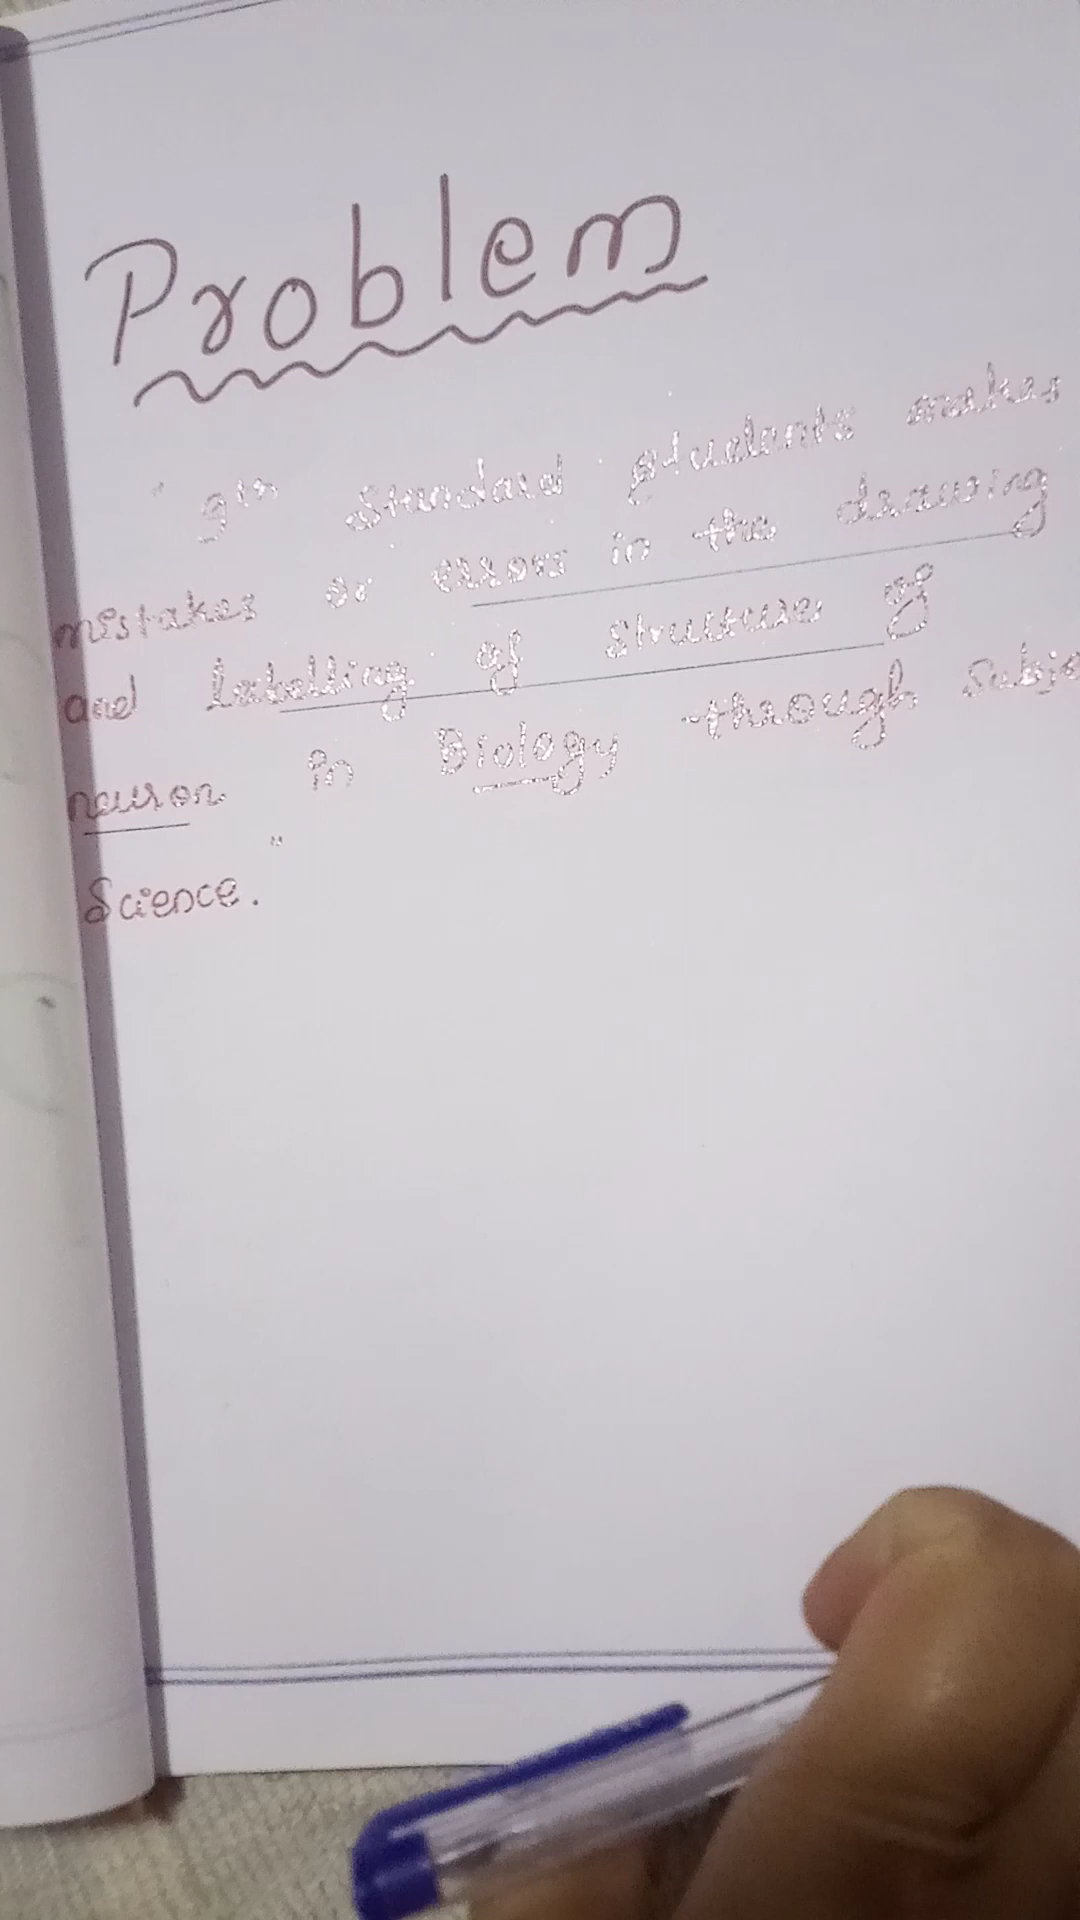 Problem
" 9th Standard students makes
mistakes or errors in the drawing
and labelling of structure of
neuron in Biology through
"
Science.